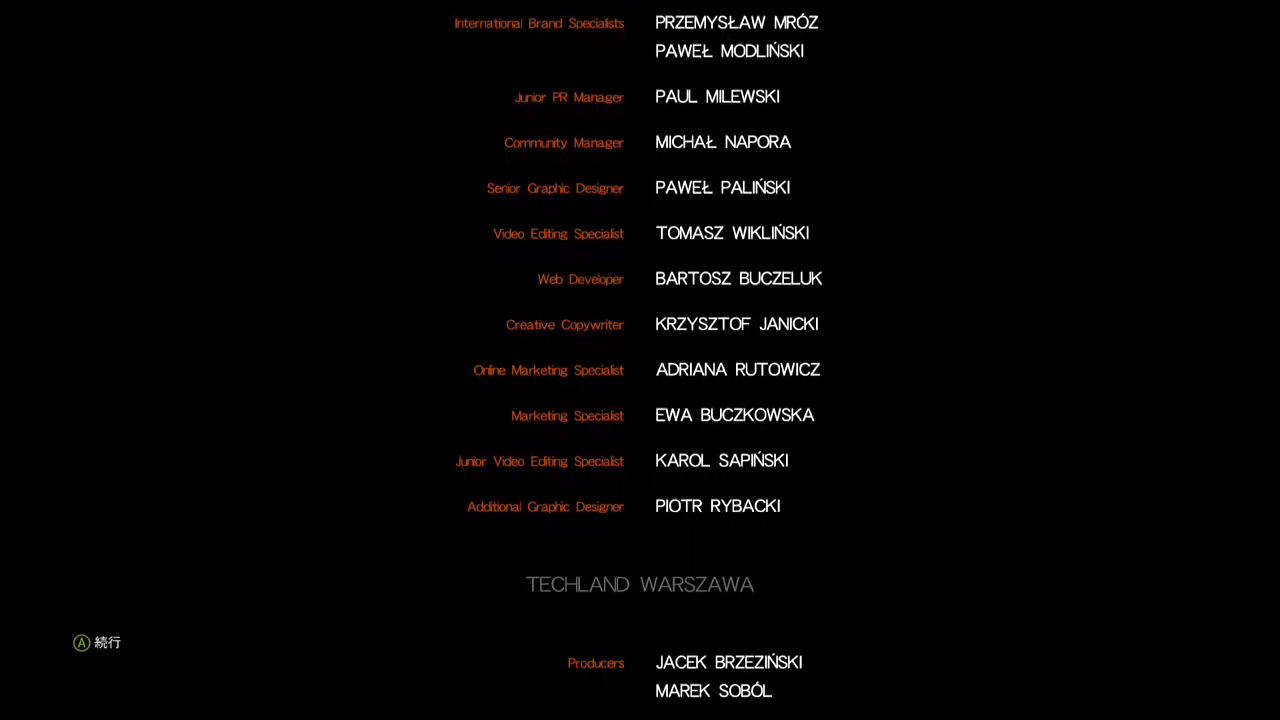 International Brand Specialists PRZEMYSŁAW MRÓZ
PAWEŁ MODLIŃSKI
Junior PR Manager PAUL MILEWSKI
Community Manager MICHAŁ NAPORA
Senior Graphic Designer PAWEŁ PALIŃSKI
Video Editing Specialist TOMASZ WIKLIŃSKI
Web Developer BARTOSZ BUCZELUK
Creative Copywriter KRZYSZTOF JANICKI
Online Marketing Specialist ADRIANA RUTOWICZ
Marketing Specialist EWA BUCZKOWSKA
Junior Video Editing Specialist KAROL SAPIŃSKI
Additional Graphic Designer PIOTR RYBACKI
TECHLAND WARSZAWA
A 続行
Producers JACEK BRZEZIŃSKI
MAREK SOBÓL